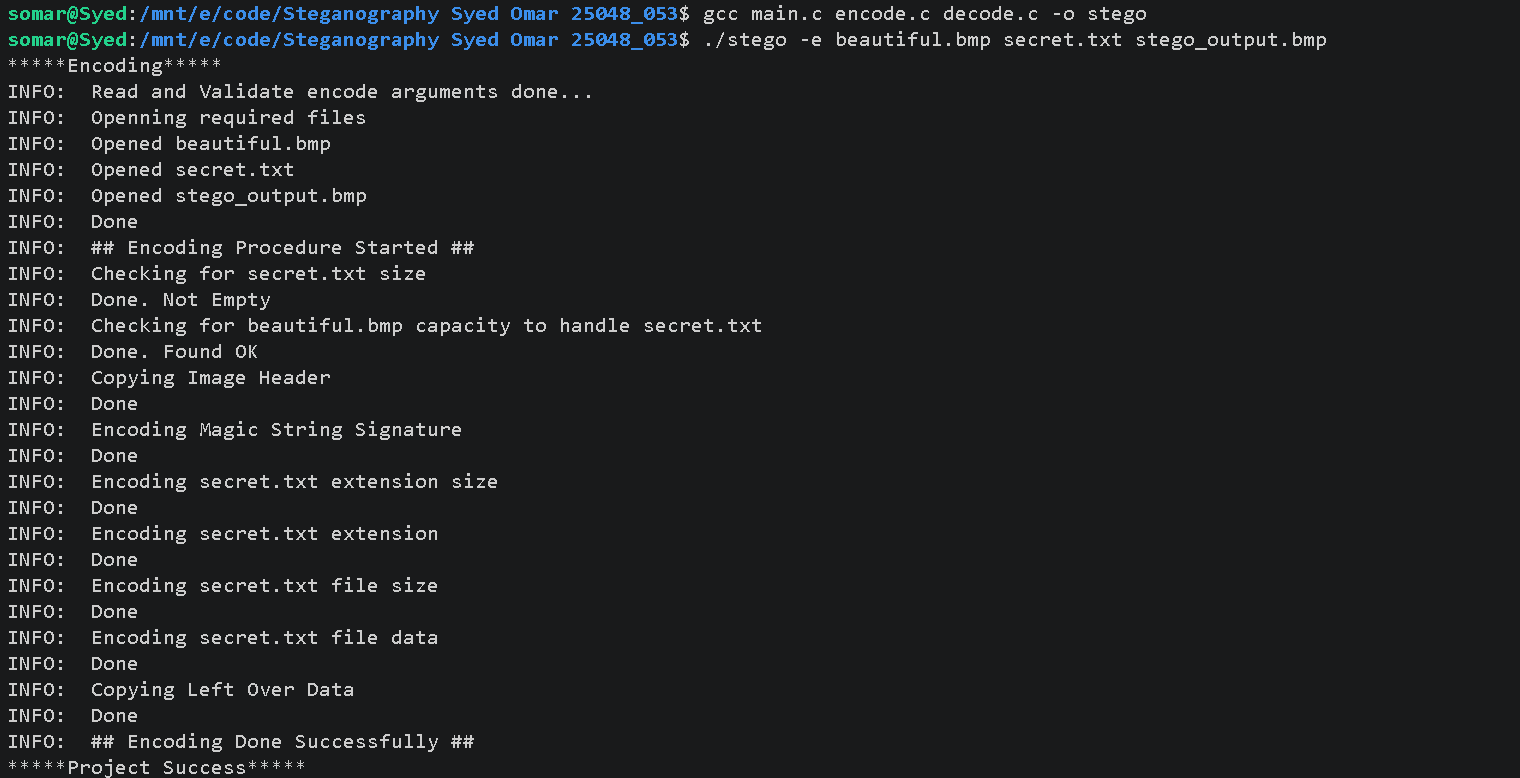 somar@Syed:/mnt/e/code/Steganography Syed Omar 25048_053$ gcc main.c encode.c decode.c -o stego
somar@Syed:/mnt/e/code/Steganography Syed Omar 25048_053$ ./stego -e beautiful.bmp secret.txt stego_output.bmp
*****Encoding*****
INFO:  Read and Validate encode arguments done...
INFO:  Openning required files
INFO:  Opened beautiful.bmp
INFO:  Opened secret.txt
INFO:  Opened stego_output.bmp
INFO:  Done
INFO:  ## Encoding Procedure Started ##
INFO:  Checking for secret.txt size
INFO:  Done. Not Empty
INFO:  Checking for beautiful.bmp capacity to handle secret.txt
INFO:  Done. Found OK
INFO:  Copying Image Header
INFO:  Done
INFO:  Encoding Magic String Signature
INFO:  Done
INFO:  Encoding secret.txt extension size
INFO:  Done
INFO:  Encoding secret.txt extension
INFO:  Done
INFO:  Encoding secret.txt file size
INFO:  Done
INFO:  Encoding secret.txt file data
INFO:  Done
INFO:  Copying Left Over Data
INFO:  Done
INFO:  ## Encoding Done Successfully ##
*****Project Success*****